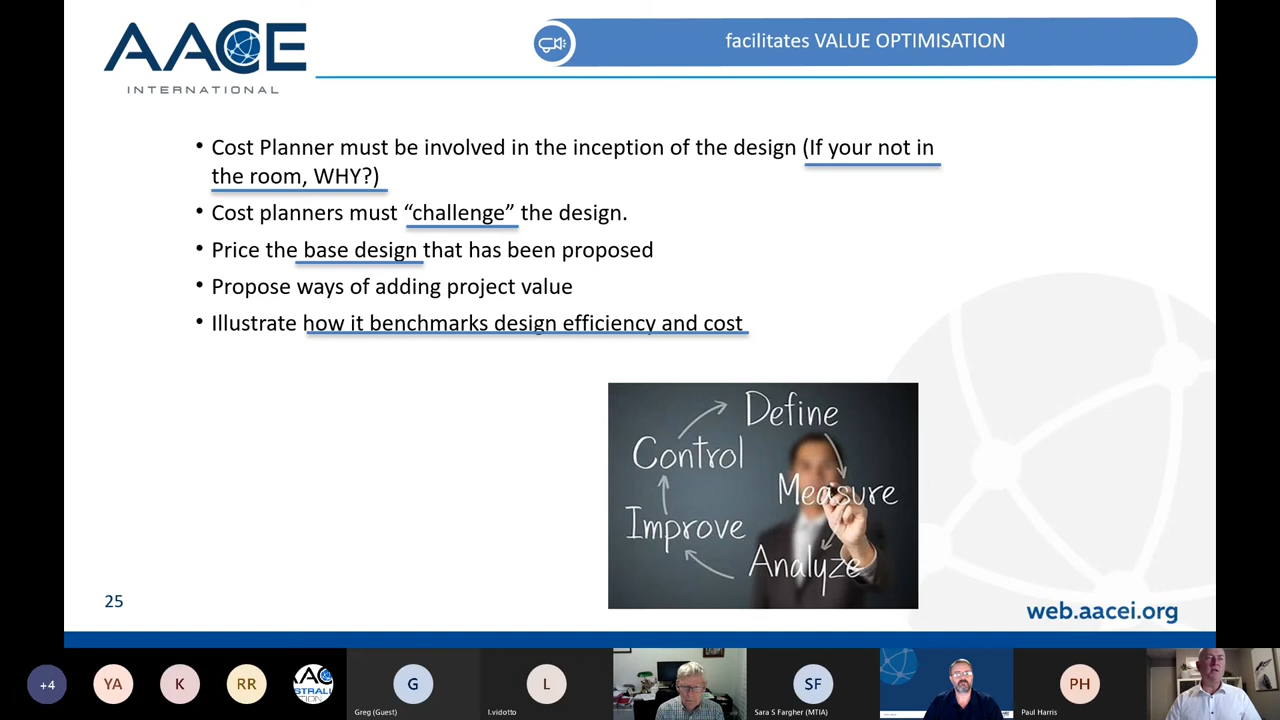 AACE
INTERNATIONAL
facilitates VALUE OPTIMISATION
• Cost Planner must be involved in the inception of the design (If your not in
the room, WHY?)
• Cost planners must “challenge” the design.
• Price the base design that has been proposed
• Propose ways of adding project value
• Illustrate how it benchmarks design efficiency and cost
Define
Control
Measure
Improve
Analyze
25
web.aacei.org
+4
YA
K
RR
G
L
SF
PH
Greg (Guest)
l.vidotto
Sara S Fargher (MTIA)
Paul Harris